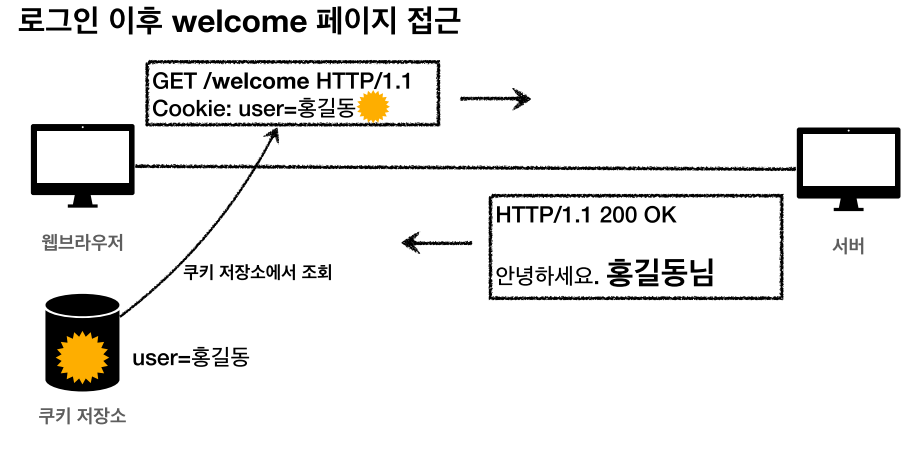 로그인 이후 welcome 페이지 접근
GET /welcome HTTP/1.1
Cookie: user=홍길동
웹브라우저
HTTP/1.1 200 OK
안녕하세요. 홍길동님
서버
쿠키 저장소에서 조회
user=홍길동
쿠키 저장소